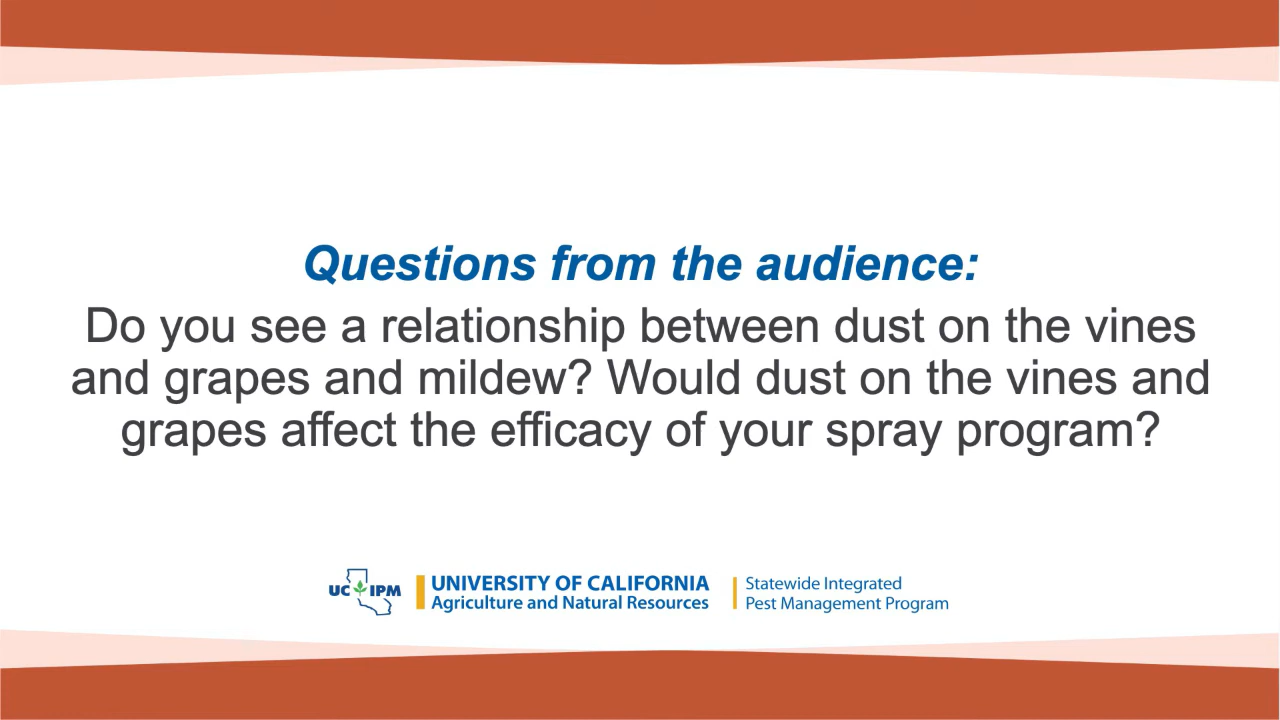 Questions from the audience:
Do you see a relationship between dust on the vines
and grapes and mildew? Would dust on the vines and
grapes affect the efficacy of your spray program?
UC IPM
UNIVERSITY OF CALIFORNIA
Agriculture and Natural Resources
Statewide Integrated
Pest Management Program